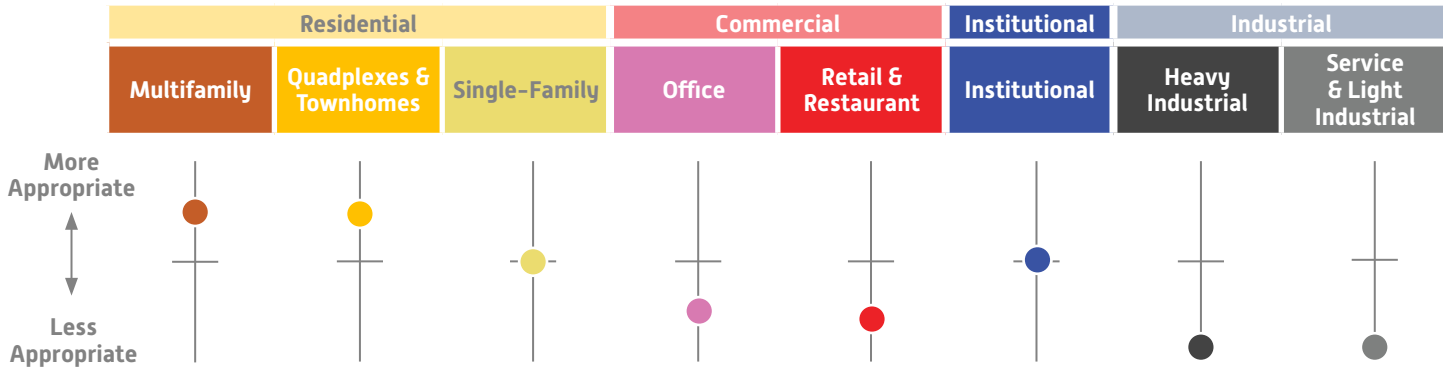 Residential
Commercial
Institutional
Industrial
Multifamily
Quadplexes &
Townhomes
Single-Family
Office
Retail &
Restaurant
Institutional
Heavy
Industrial
Service
& Light
Industrial
More
Appropriate
Less
Appropriate